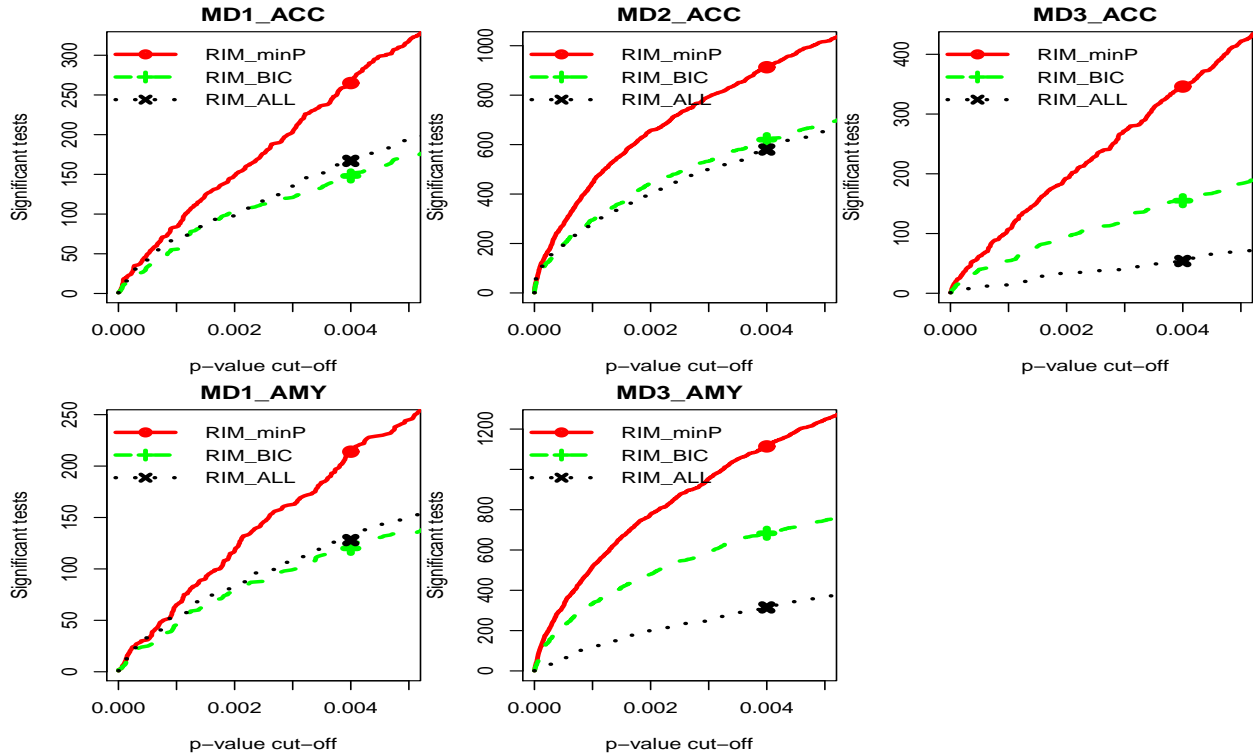 MD1_ACC
RIM_minP
RIM_BIC
RIM_ALL
Significant tests
0 50 100 150 200 250 300
0.000 0.002 0.004
p−value cut−off
MD2_ACC
RIM_minP
RIM_BIC
RIM_ALL
Significant tests
0 200 400 600 800 1000
0.000 0.002 0.004
p−value cut−off
MD3_ACC
RIM_minP
RIM_BIC
RIM_ALL
Significant tests
0 100 200 300 400
0.000 0.002 0.004
p−value cut−off
MD1_AMY
RIM_minP
RIM_BIC
RIM_ALL
Significant tests
0 50 100 150 200 250
0.000 0.002 0.004
p−value cut−off
MD3_AMY
RIM_minP
RIM_BIC
RIM_ALL
Significant tests
0 200 400 600 800 1200
0.000 0.002 0.004
p−value cut−off